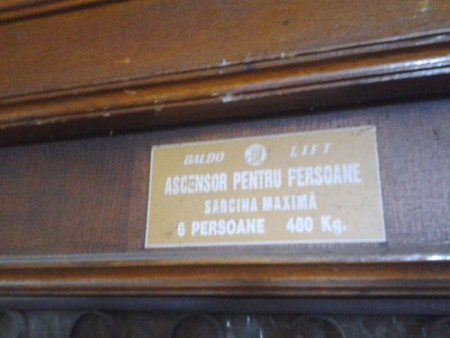 BALDO LIFT
ASCENSOR PENTRU PERSOANE
SARCINA MAXIMĂ
6 PERSOANE 480 Kg.